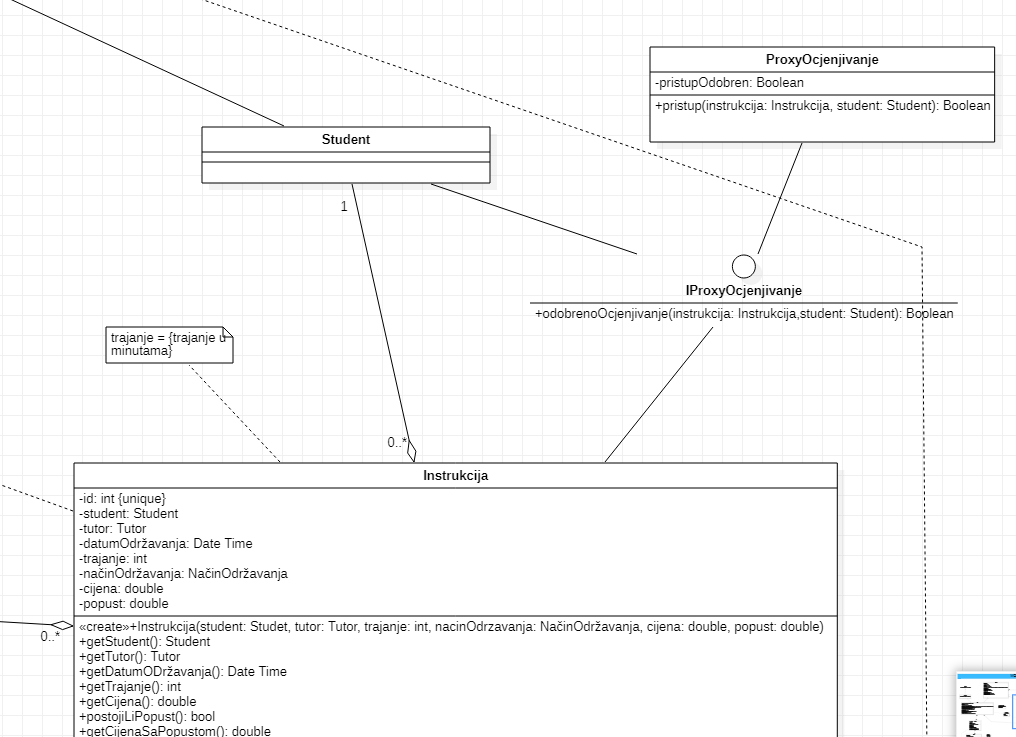 ProxyOcjenjivanje
-pristupOdobren: Boolean
+pristup(instrukcija: Instrukcija, student: Student): Boolean
Student
1
IProxyOcjenjivanje
+odobrenoOcjenjivanje(instrukcija: Instrukcija,student: Student): Boolean
trajanje = {trajanje u
minutama}
0..*
Instrukcija
-id: int {unique}
-student: Student
-tutor: Tutor
-datumOdržavanja: Date Time
-trajanje: int
-načinOdržavanja: NačinOdržavanja
-cijena: double
-popust: double
0..*
«create»+Instrukcija(student: Studet, tutor: Tutor, trajanje: int, nacinOdrzavanja: NačinOdržavanja, cijena: double, popust: double)
+getStudent(): Student
+getTutor(): Tutor
+getDatumODržavanja(): Date Time
+getTrajanje(): int
+getCijena(): double
+postojiLiPopust(): bool
+getCijenaSaPopustom(): double